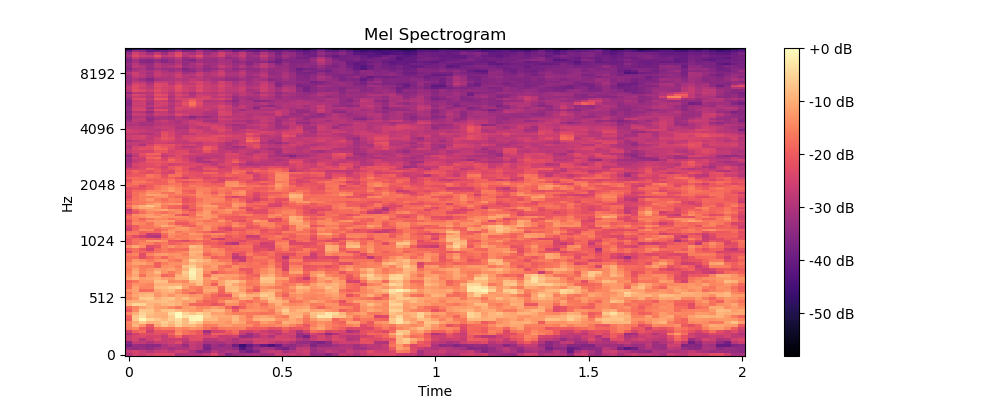 Mel Spectrogram
8192
4096
2048
1024
512
0
Hz
0
0.5
1
1.5
2
Time
+0 dB
-10 dB
-20 dB
-30 dB
-40 dB
-50 dB